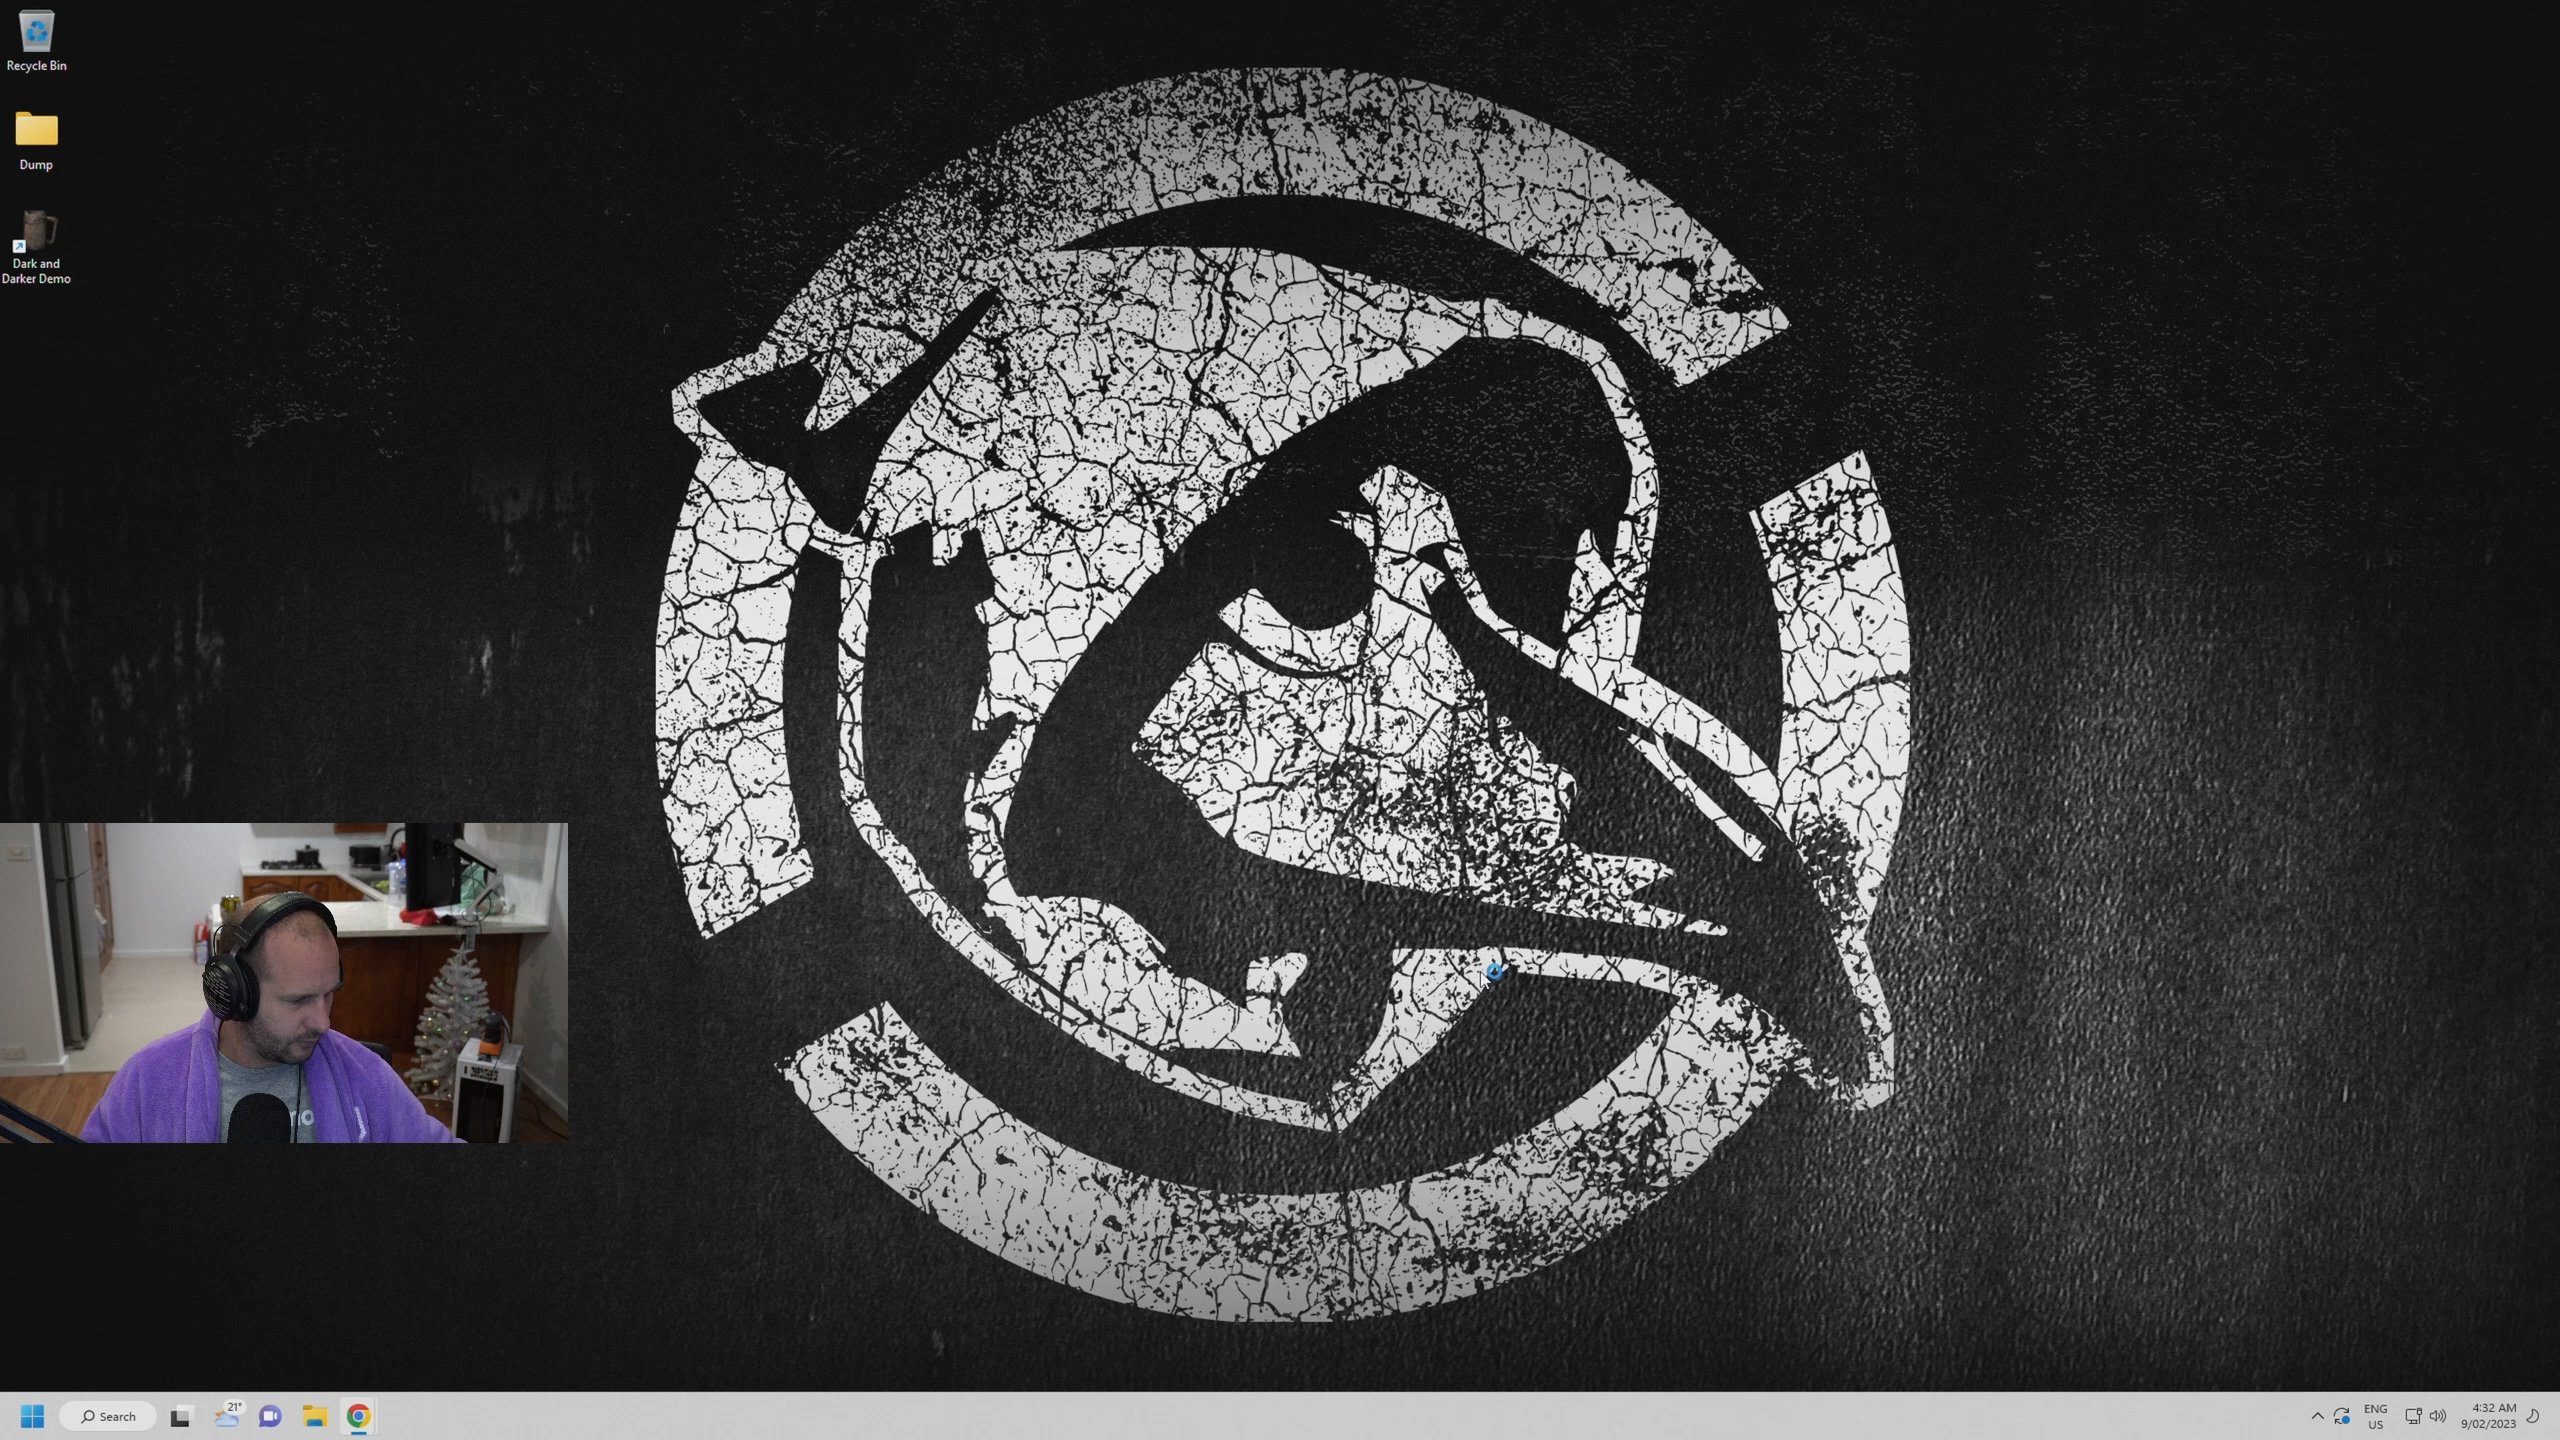 Recycle Bin
Dump
Dark and
Darker Demo
21°
Search
ENG
US
4:32 AM
9/02/2023